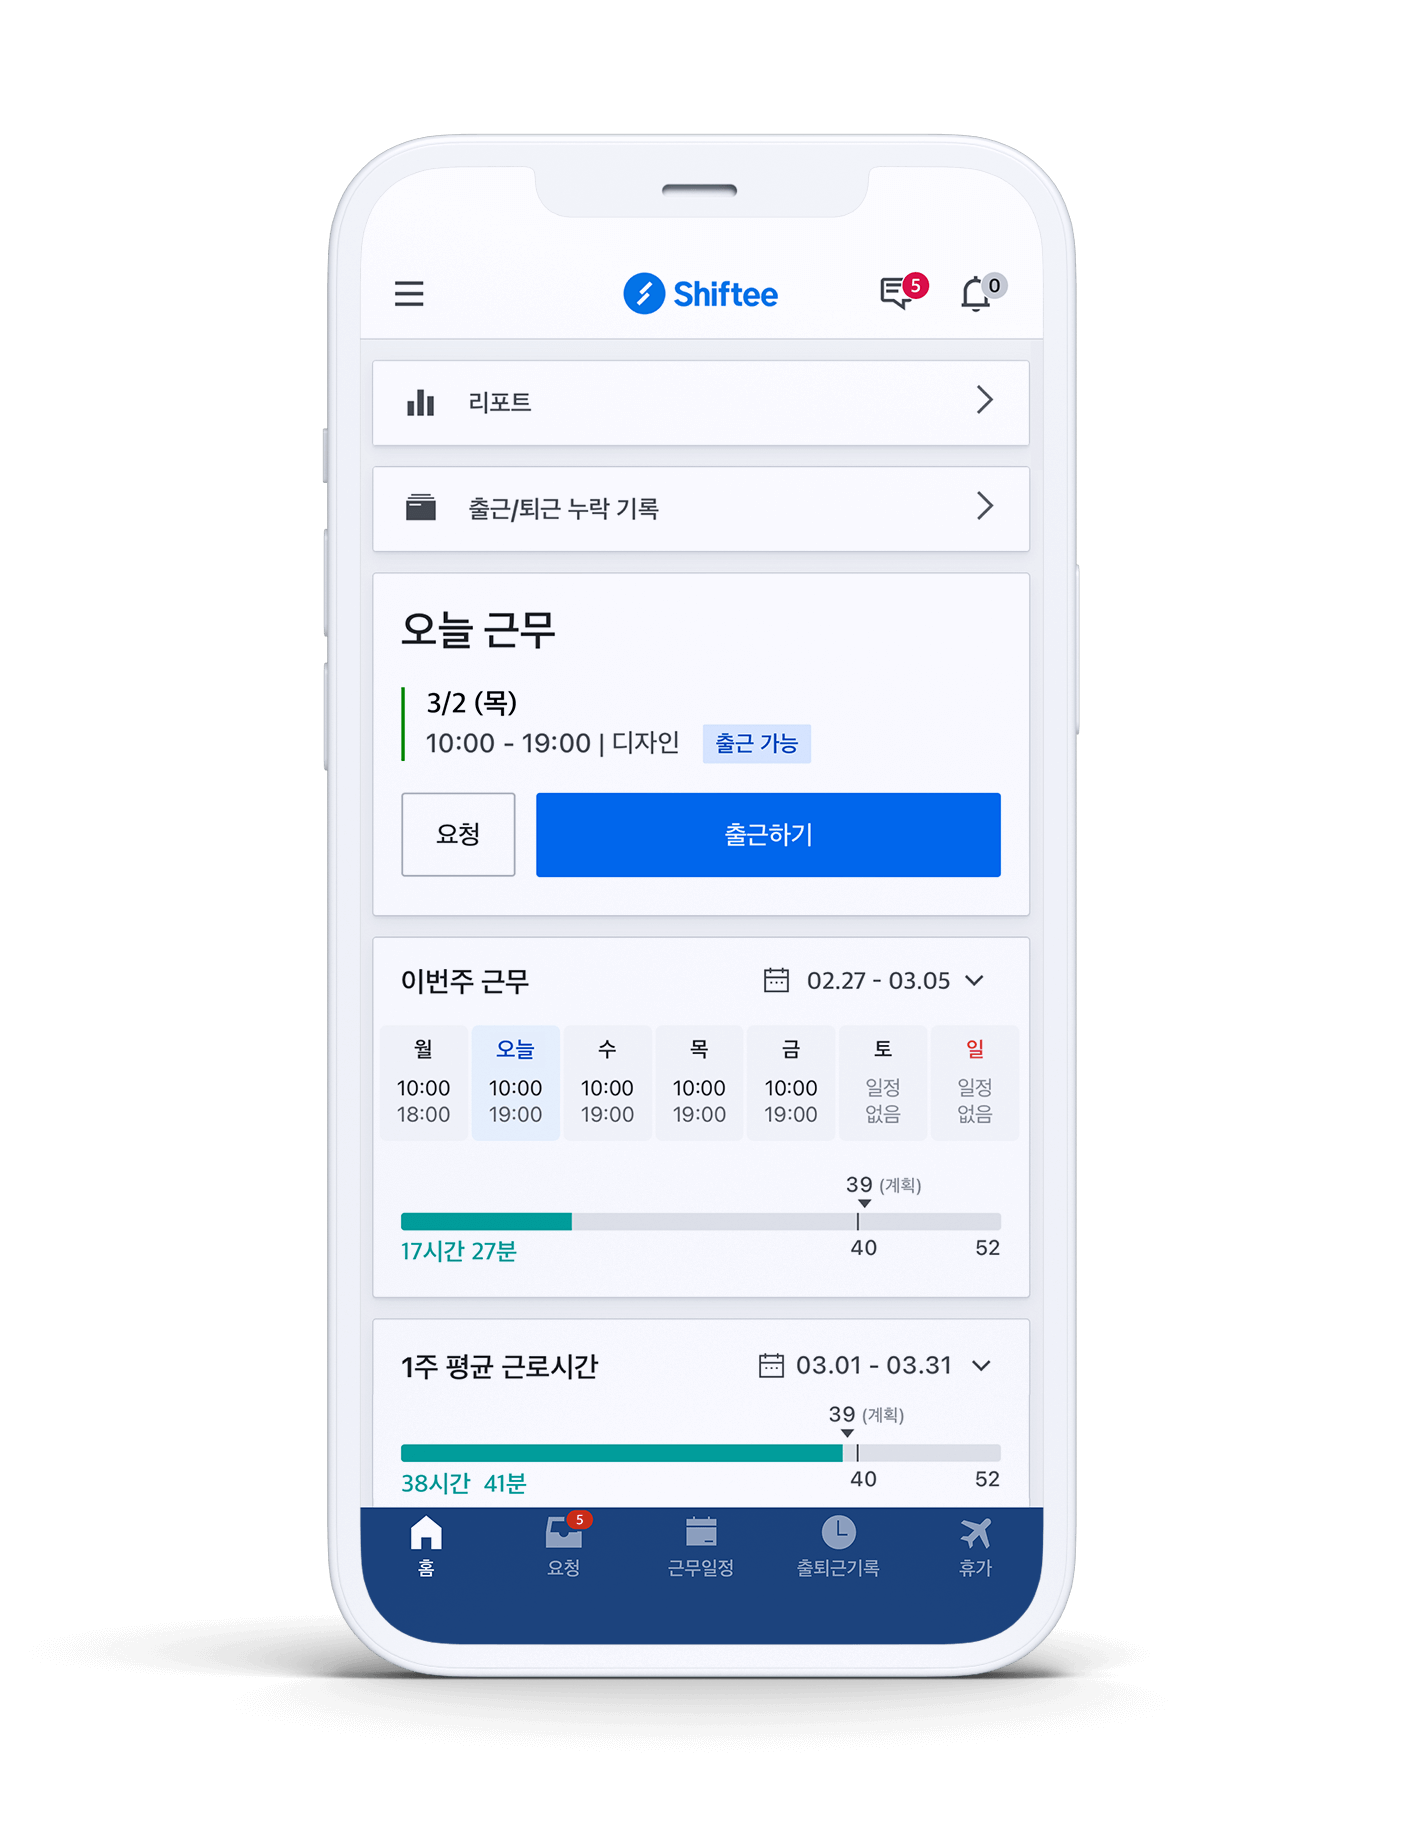 Shiftee
5
0
리포트
출근/퇴근 누락 기록
오늘 근무
3/2 (목)
10:00 - 19:00 | 디자인
출근 가능
요청
출근하기
이번주 근무
02.27 - 03.05
월 오늘 수 목 금 토 일
10:00 10:00 10:00 10:00 10:00 일정 일정
18:00 19:00 19:00 19:00 19:00 없음 없음
39 (계획)
17시간 27분
40
52
1주 평균 근로시간
03.01 - 03.31
39 (계획)
38시간 41분
40
52
5
홈 요청 근무일정 출퇴근기록 휴가